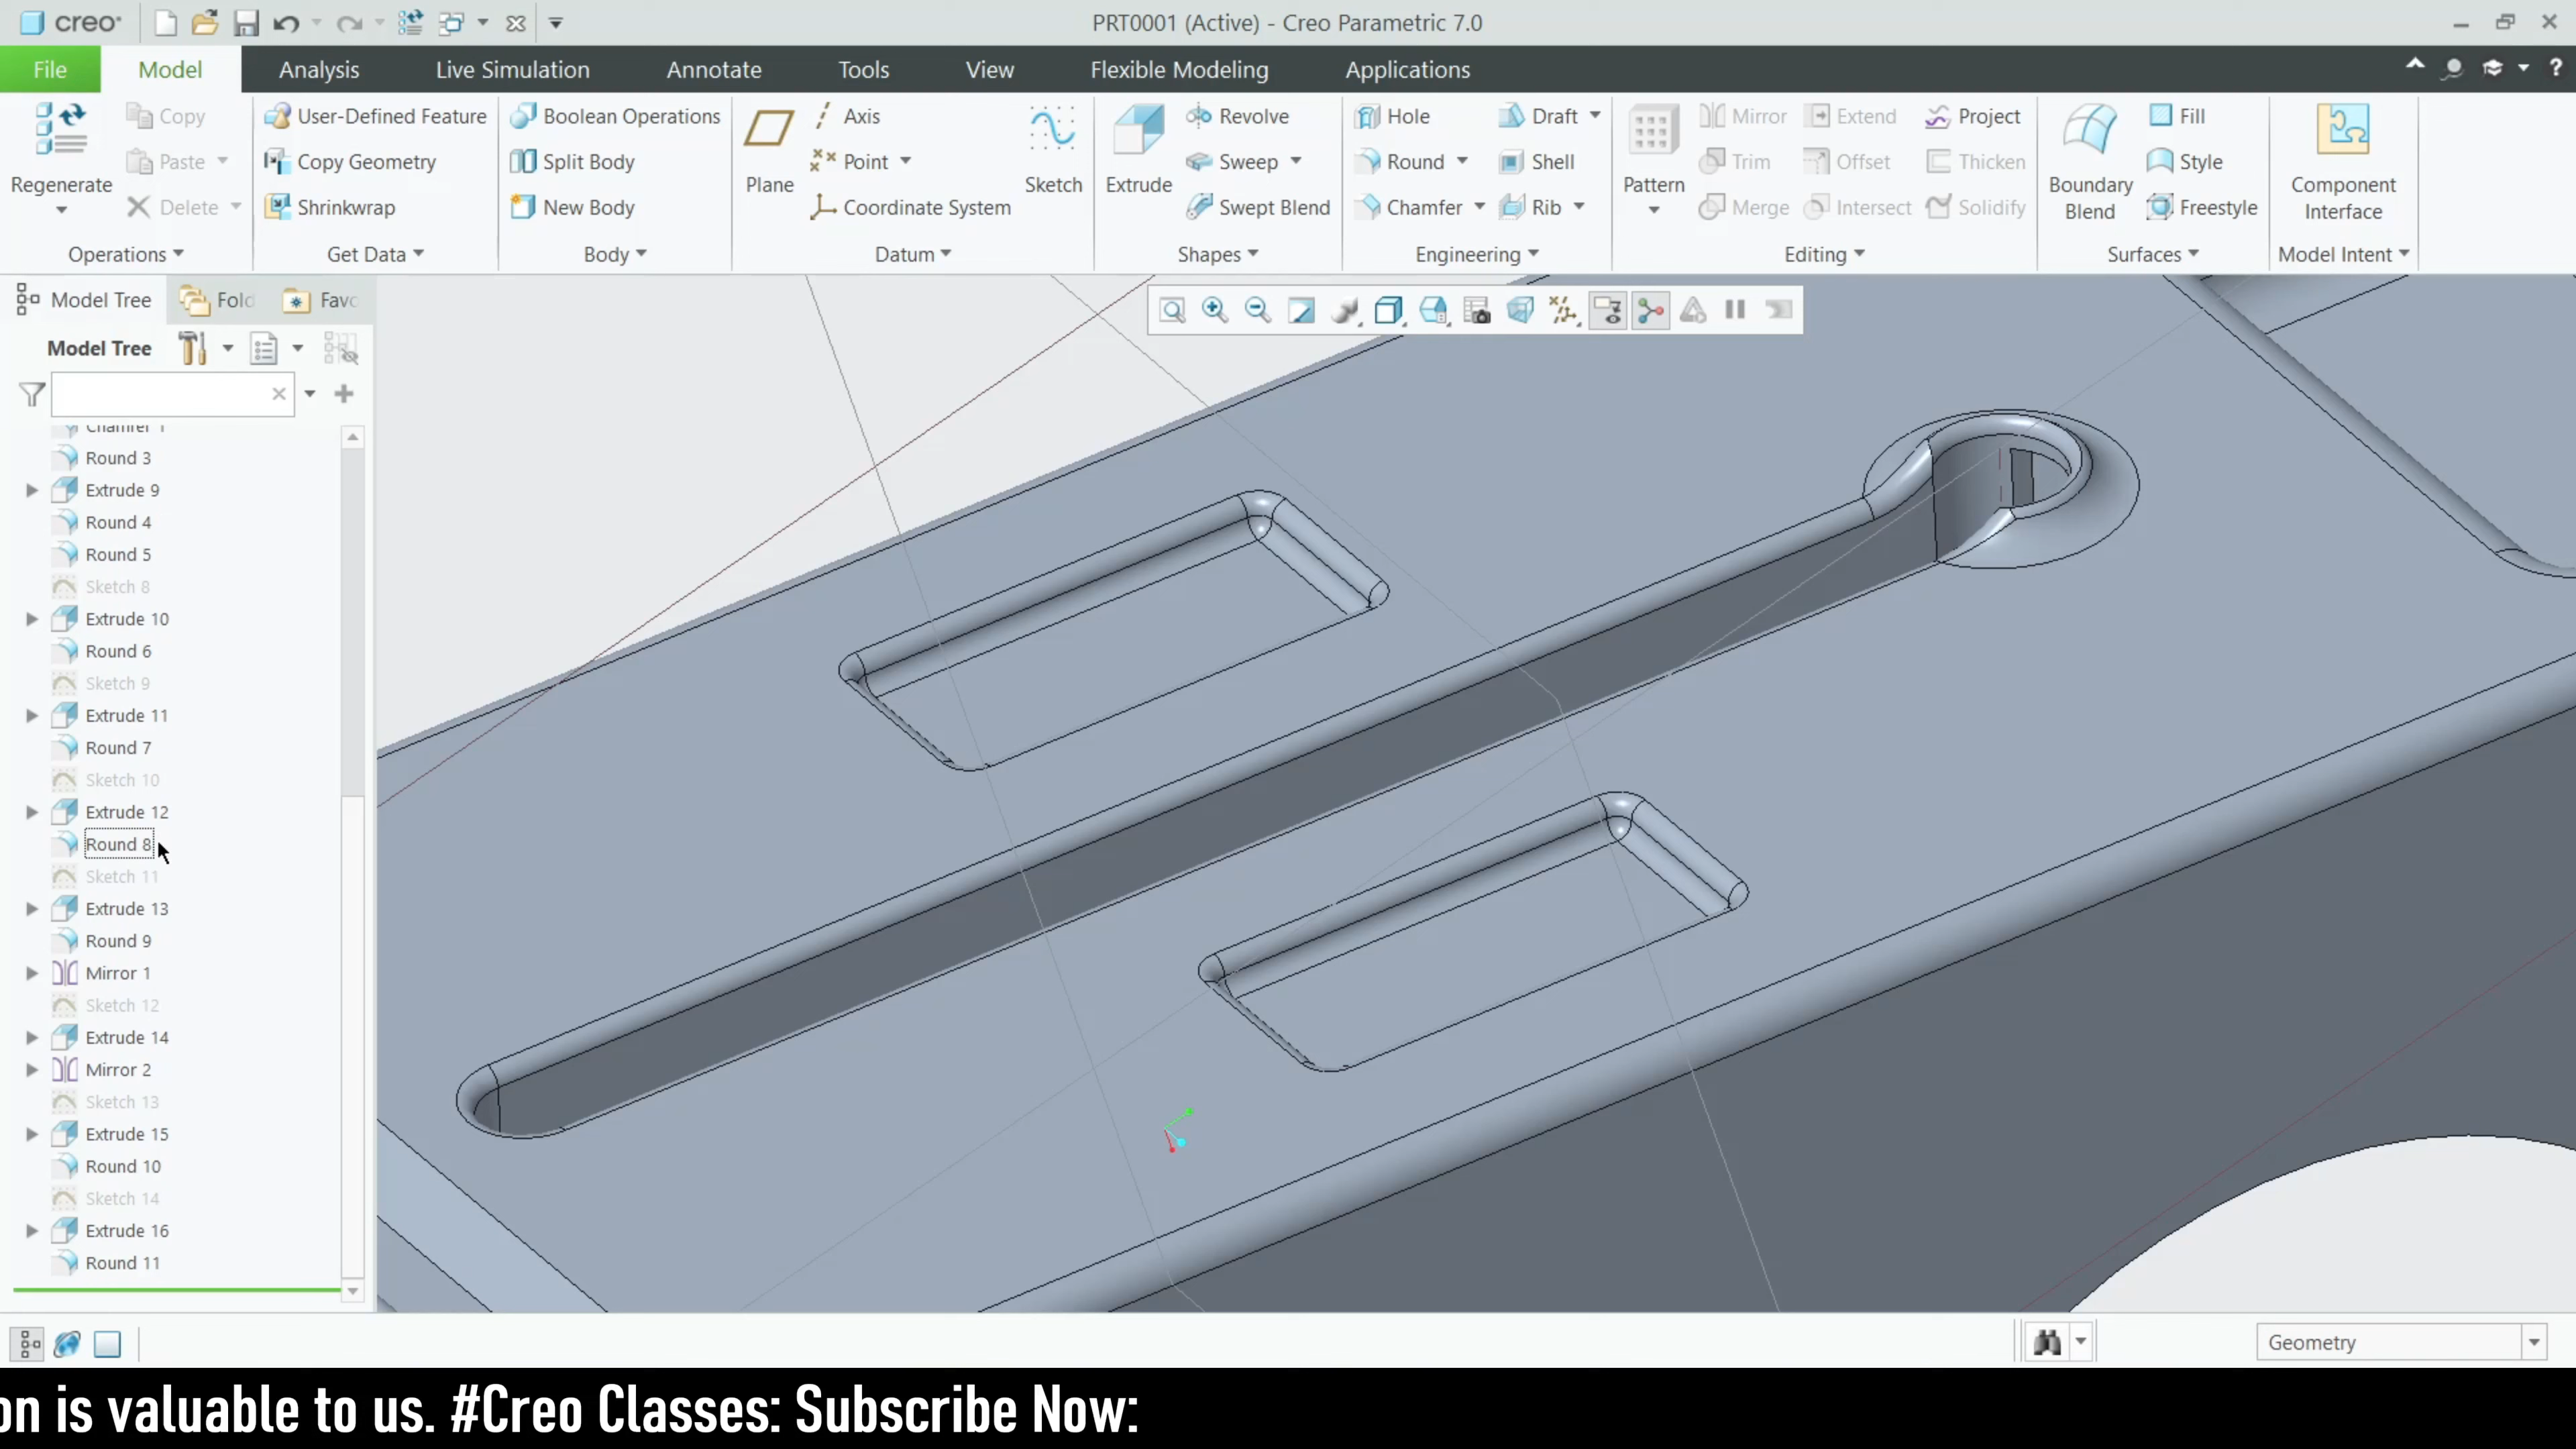 creo
PRT0001 (Active) - Creo Parametric 7.0
File
Model
Analysis
Live Simulation
Annotate
Tools
View
Flexible Modeling
Applications
Regenerate
Copy
Paste
Delete
Operations
User-Defined Feature
Copy Geometry
Shrinkwrap
Get Data
Boolean Operations
Split Body
New Body
Body
Plane
Axis
Point
Coordinate System
Sketch
Datum
Extrude
Revolve
Sweep
Swept Blend
Shapes
Hole
Round
Chamfer
Draft
Shell
Rib
Engineering
Pattern
Mirror
Trim
Merge
Extend
Offset
Intersect
Project
Thicken
Solidify
Editing
Boundary
Blend
Fill
Style
Freestyle
Surfaces
Component
Interface
Model Intent
Model Tree
Fold
Favo
Model Tree
Chamfer 1
Round 3
Extrude 9
Round 4
Round 5
Sketch 8
Extrude 10
Round 6
Sketch 9
Extrude 11
Round 7
Sketch 10
Extrude 12
Round 8
Sketch 11
Extrude 13
Round 9
Mirror 1
Sketch 12
Extrude 14
Mirror 2
Sketch 13
Extrude 15
Round 10
Sketch 14
Extrude 16
Round 11
Geometry
on is valuable to us. #Creo Classes: Subscribe Now: